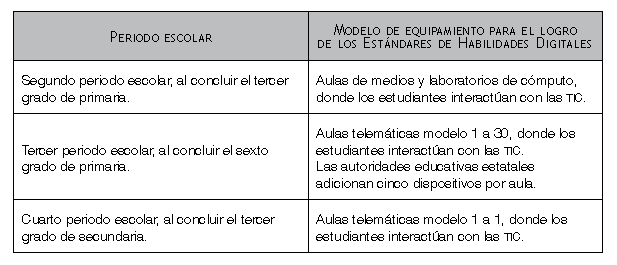 Periodo escolar
Modelo de equipamiento para el logro
de los Estándares de Habilidades Digitales
Segundo periodo escolar, al concluir el tercer
grado de primaria.
Aulas de medios y laboratorios de cómputo,
donde los estudiantes interactúan con las TIC.
Tercer periodo escolar, al concluir el sexto
grado de primaria.
Aulas telemáticas modelo 1 a 30, donde los
estudiantes interactúan con las TIC.
Las autoridades educativas estatales
adicionan cinco dispositivos por aula.
Cuarto periodo escolar, al concluir el tercer
grado de secundaria.
Aulas telemáticas modelo 1 a 1, donde los
estudiantes interactúan con las TIC.